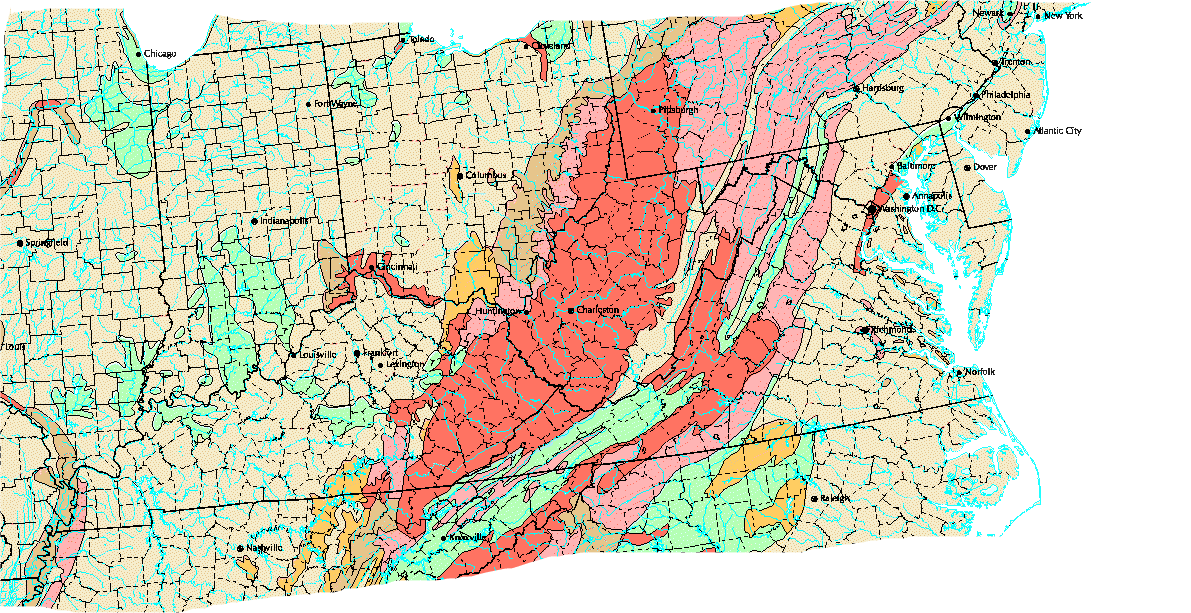 Newark
New York
Toledo
Cleveland
Chicago
Trenton
Harrisburg
Philadelphia
Fort Wayne
Pittsburgh
Wilmington
Atlantic City
Baltimore
Dover
Columbus
Annapolis
Washington D.C.
Indianapolis
Springfield
Cincinnati
Huntington
Charleston
Richmond
Louis
Louisville
Frankfort
Lexington
Norfolk
Raleigh
Knoxville
Nashville